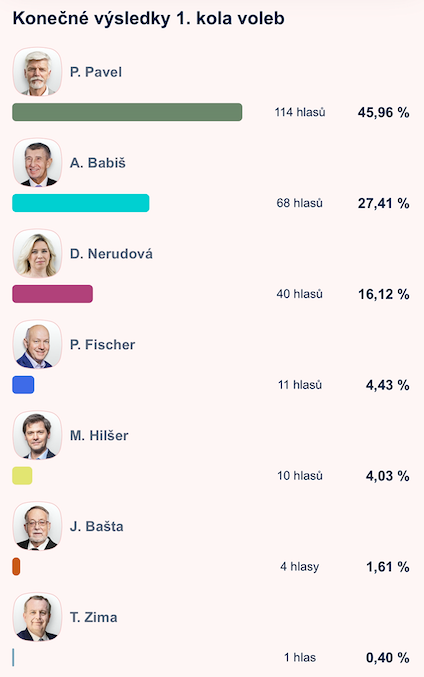 Konečné výsledky 1. kola voleb
P. Pavel
114 hlasů 45,96 %
A. Babiš
68 hlasů 27,41 %
D. Nerudová
40 hlasů 16,12 %
P. Fischer
11 hlasů 4,43 %
M. Hilšer
10 hlasů 4,03 %
J. Bašta
4 hlasy 1,61 %
T. Zima
1 hlas 0,40 %